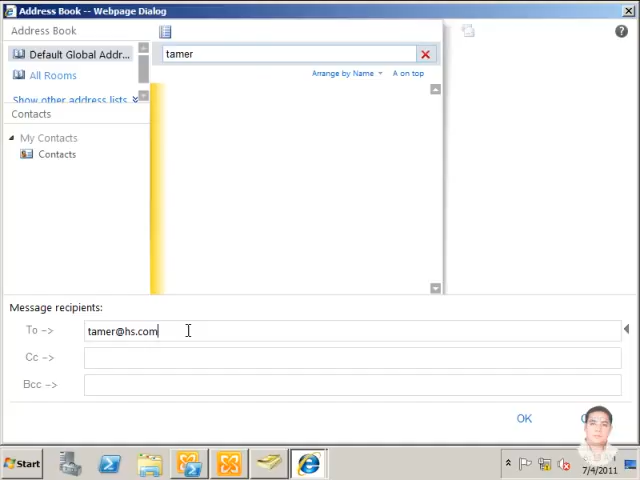 Address Book -- Webpage Dialog
Address Book
Default Global Addr...
All Rooms
Show other address lists
Contacts
My Contacts
Contacts
tamer
Arrange by Name
A on top
Message recipients:
To ->
tamer@hs.com
Cc ->
Bcc ->
OK
Start
7/4/2011